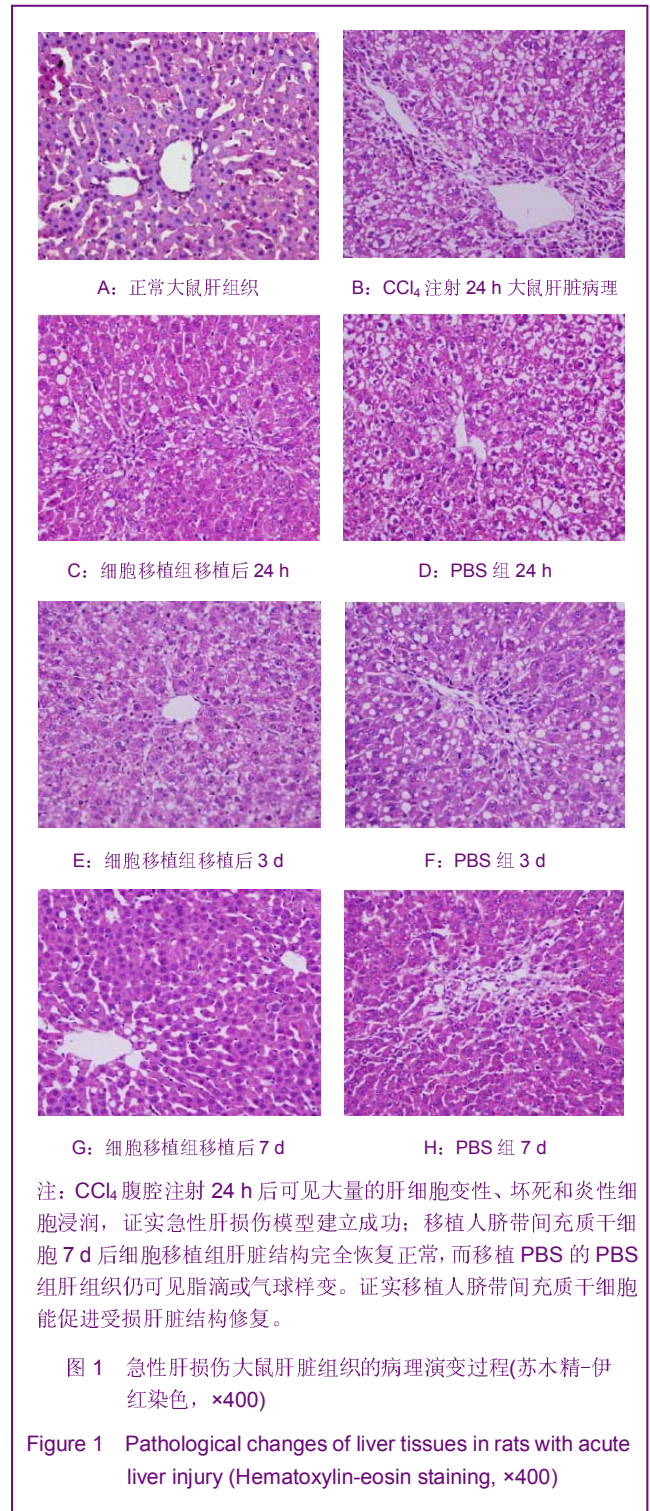 A：正常大鼠肝组织
B：CCl₄ 注射 24 h 大鼠肝脏病理
C：细胞移植组移植后 24 h
D：PBS 组 24 h
E：细胞移植组移植后 3 d
F：PBS 组 3 d
G：细胞移植组移植后 7 d
H：PBS 组 7 d
注：CCl₄ 腹腔注射 24 h 后可见大量的肝细胞变性、坏死和炎性细
胞浸润，证实急性肝损伤模型建立成功；移植人脐带间充质干细
胞 7 d 后细胞移植组肝脏结构完全恢复正常，而移植 PBS 的 PBS
组肝组织仍可见脂滴或气球样变。证实移植人脐带间充质干细胞
能促进受损肝脏结构修复。
图 1 急性肝损伤大鼠肝脏组织的病理演变过程(苏木精-伊
红染色，×400)
Figure 1 Pathological changes of liver tissues in rats with acute
liver injury (Hematoxylin-eosin staining, ×400)